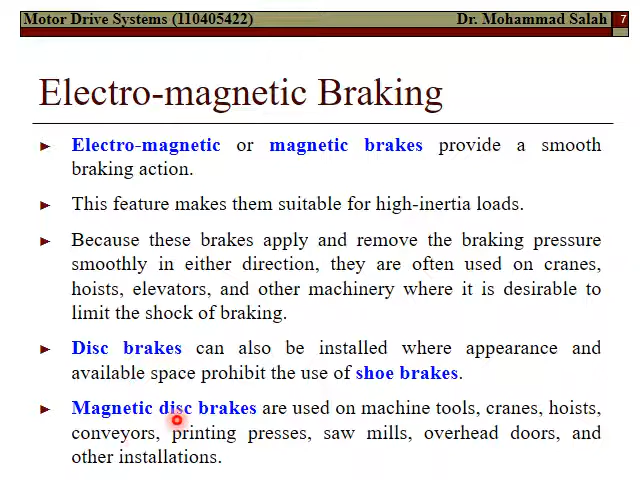 Motor Drive Systems (110405422) Dr. Mohammad Salah 7
Electro-magnetic Braking
► Electro-magnetic or magnetic brakes provide a smooth
braking action.
► This feature makes them suitable for high-inertia loads.
► Because these brakes apply and remove the braking pressure
smoothly in either direction, they are often used on cranes,
hoists, elevators, and other machinery where it is desirable to
limit the shock of braking.
► Disc brakes can also be installed where appearance and
available space prohibit the use of shoe brakes.
► Magnetic disc brakes are used on machine tools, cranes, hoists,
conveyors, printing presses, saw mills, overhead doors, and
other installations.